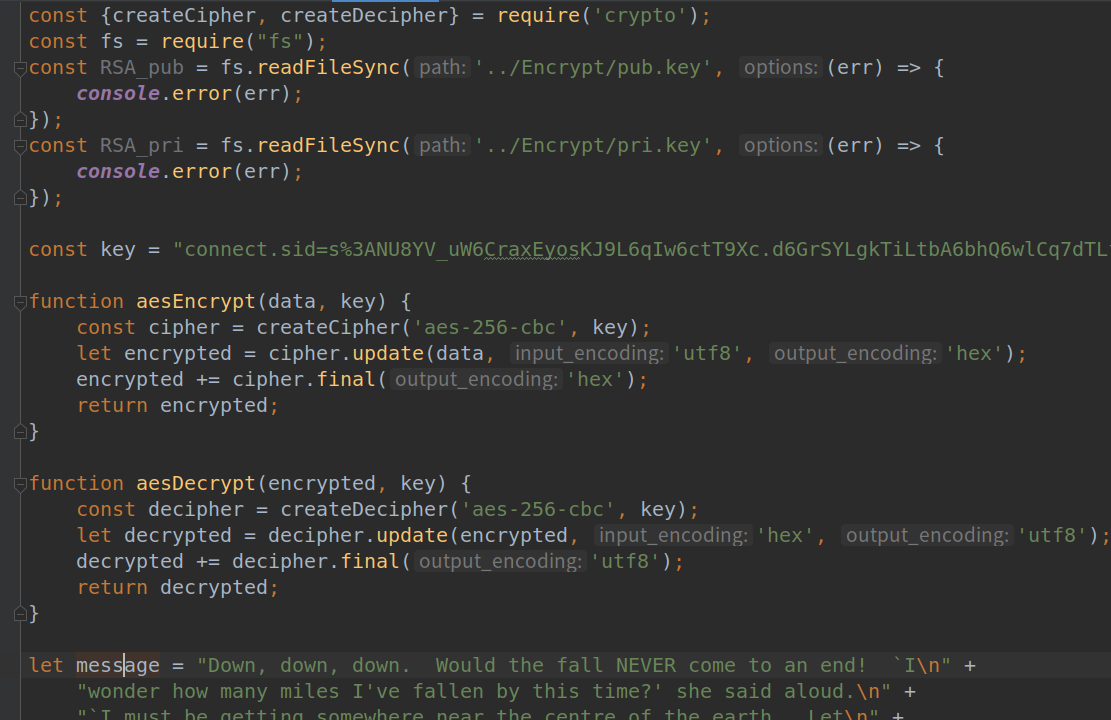 const {createCipher, createDecipher} = require('crypto');
const fs = require("fs");
const RSA_pub = fs.readFileSync( path: '../Encrypt/pub.key', options: (err) => {
    console.error(err);
});
const RSA_pri = fs.readFileSync( path: '../Encrypt/pri.key', options: (err) => {
    console.error(err);
});
const key = "connect.sid=s%3ANU8YV_uW6CraxEyosKJ9L6qIw6ctT9Xc.d6GrSYLgkTiLtbA6bhQ6wlCq7dTL
function aesEncrypt(data, key) {
    const cipher = createCipher('aes-256-cbc', key);
    let encrypted = cipher.update(data, input_encoding: 'utf8', output_encoding: 'hex');
    encrypted += cipher.final( output_encoding: 'hex');
    return encrypted;
}
function aesDecrypt(encrypted, key) {
    const decipher = createDecipher('aes-256-cbc', key);
    let decrypted = decipher.update(encrypted, input_encoding: 'hex', output_encoding: 'utf8');
    decrypted += decipher.final( output_encoding: 'utf8');
    return decrypted;
}
let message = "Down, down, down.  Would the fall NEVER come to an end!  `I\n" +
    "wonder how many miles I've fallen by this time?' she said aloud.\n" +
    "`I must be getting somewhere near the centre of the earth.  Let\n" +